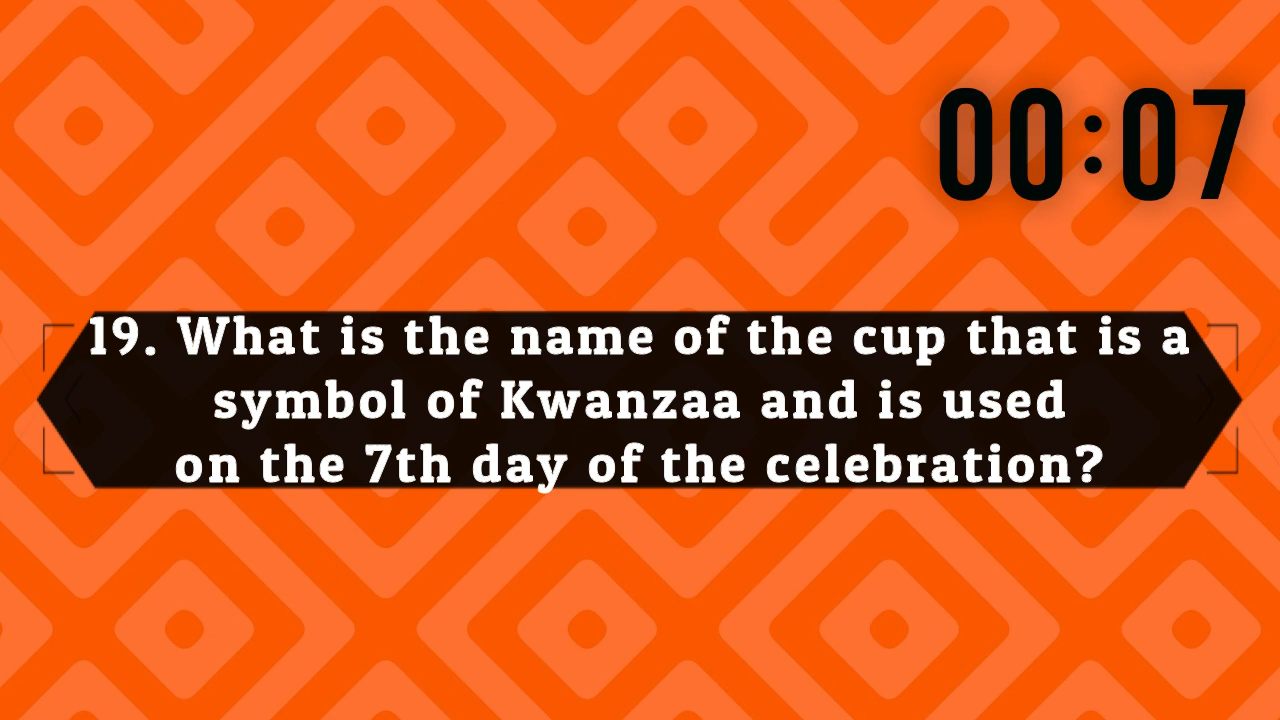 00:07
19. What is the name of the cup that is a
symbol of Kwanzaa and is used
on the 7th day of the celebration?